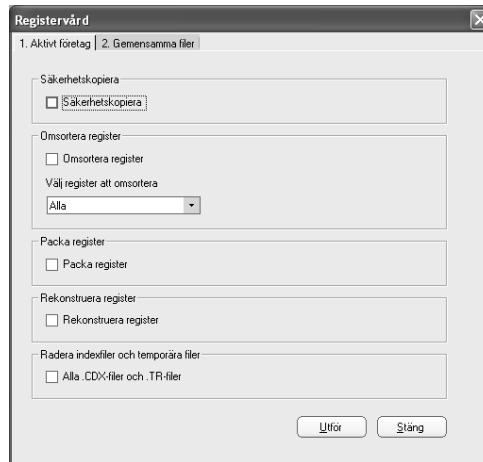 Registervård
1. Aktivt företag 2. Gemensamma filer
Säkerhetskopiera
Säkerhetskopiera
Omsortera register
Omsortera register
Välj register att omsortera
Alla
Packa register
Packa register
Rekonstruera register
Rekonstruera register
Radera indexfiler och temporära filer
Alla .CDX-filer och .TR-filer
Utför Stäng